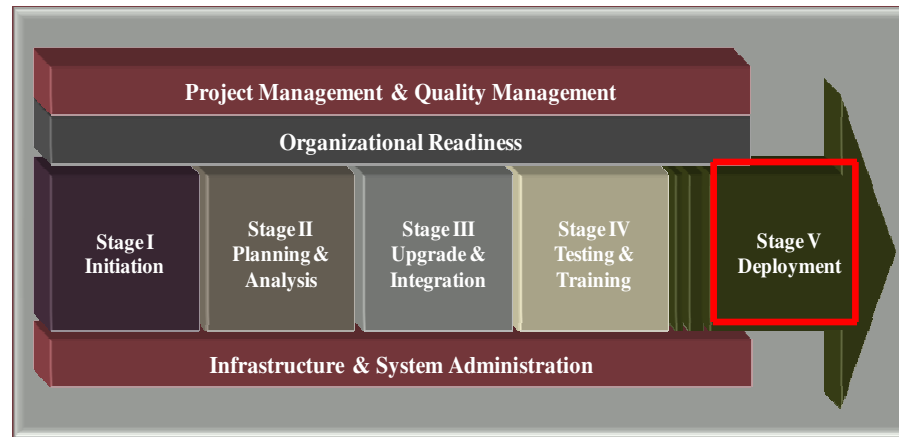 Project Management & Quality Management
Organizational Readiness
Stage I
Initiation
Stage II
Planning &
Analysis
Stage III
Upgrade &
Integration
Stage IV
Testing &
Training
Stage V
Deployment
Infrastructure & System Administration